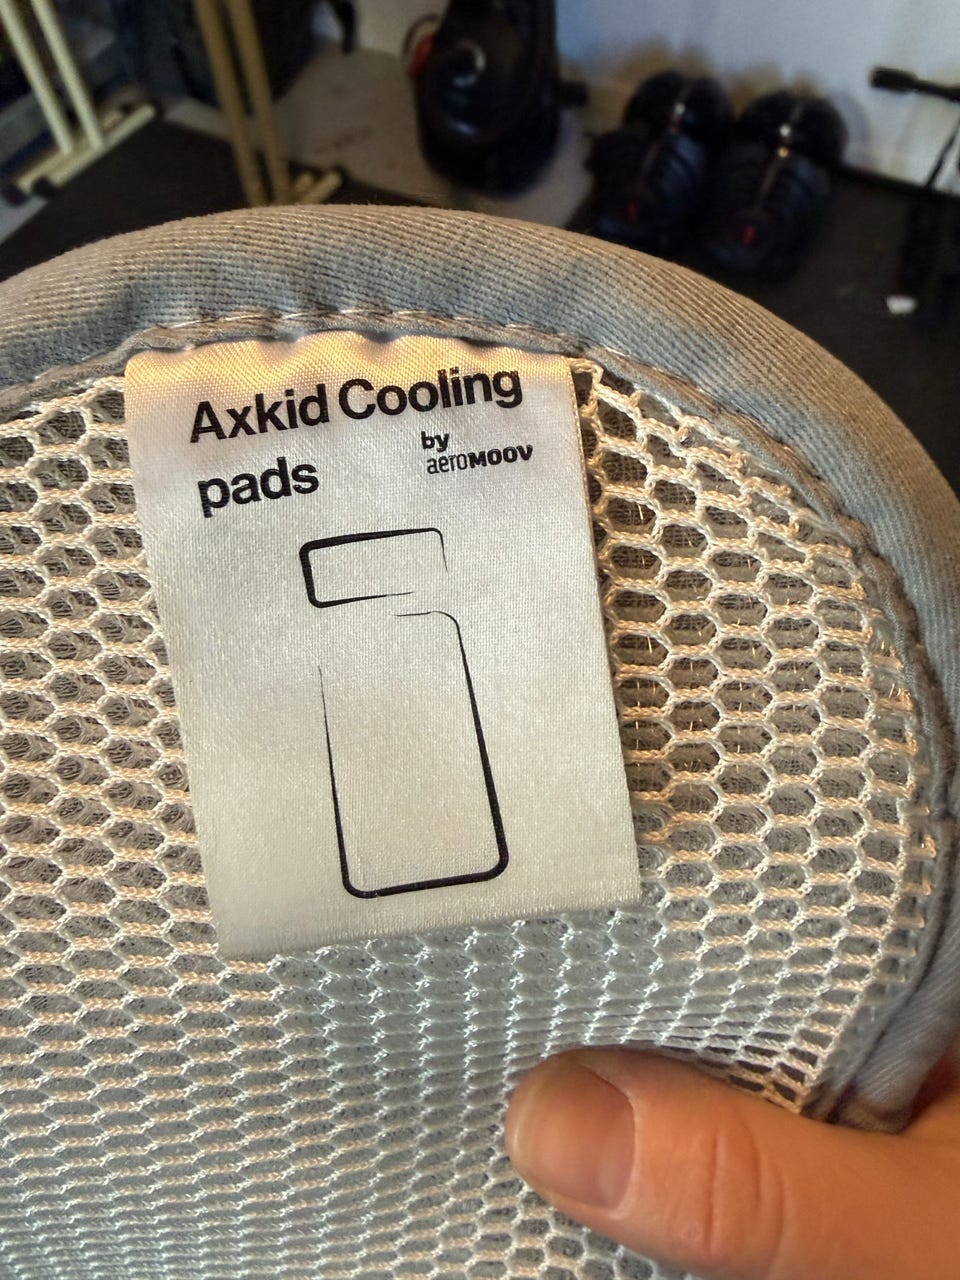 Axkid Cooling
pads
by
aeroMOOV